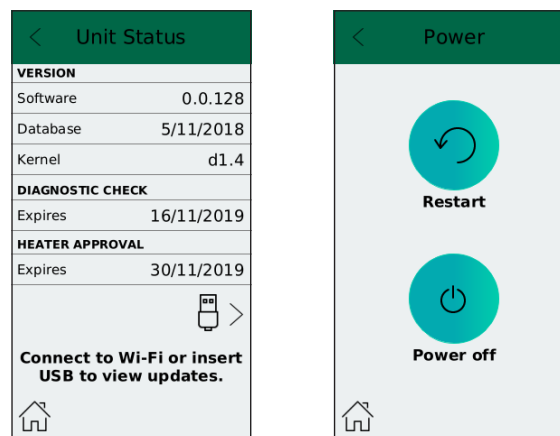 Unit Status
VERSION
Software 0.0.128
Database 5/11/2018
Kernel d1.4
DIAGNOSTIC CHECK
Expires 16/11/2019
HEATER APPROVAL
Expires 30/11/2019
Connect to Wi-Fi or insert
USB to view updates.
Power
Restart
Power off